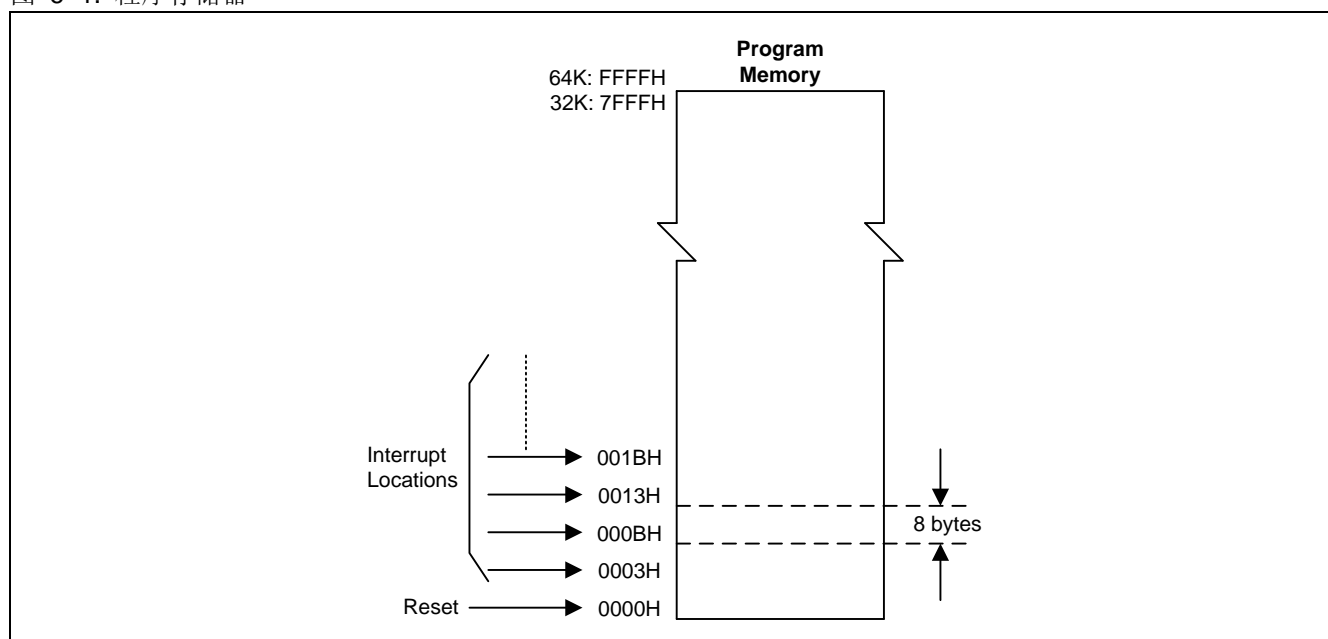 Program
Memory
64K: FFFFH
32K: 7FFFH
Interrupt
Locations
001BH
0013H
000BH
0003H
8 bytes
Reset
0000H